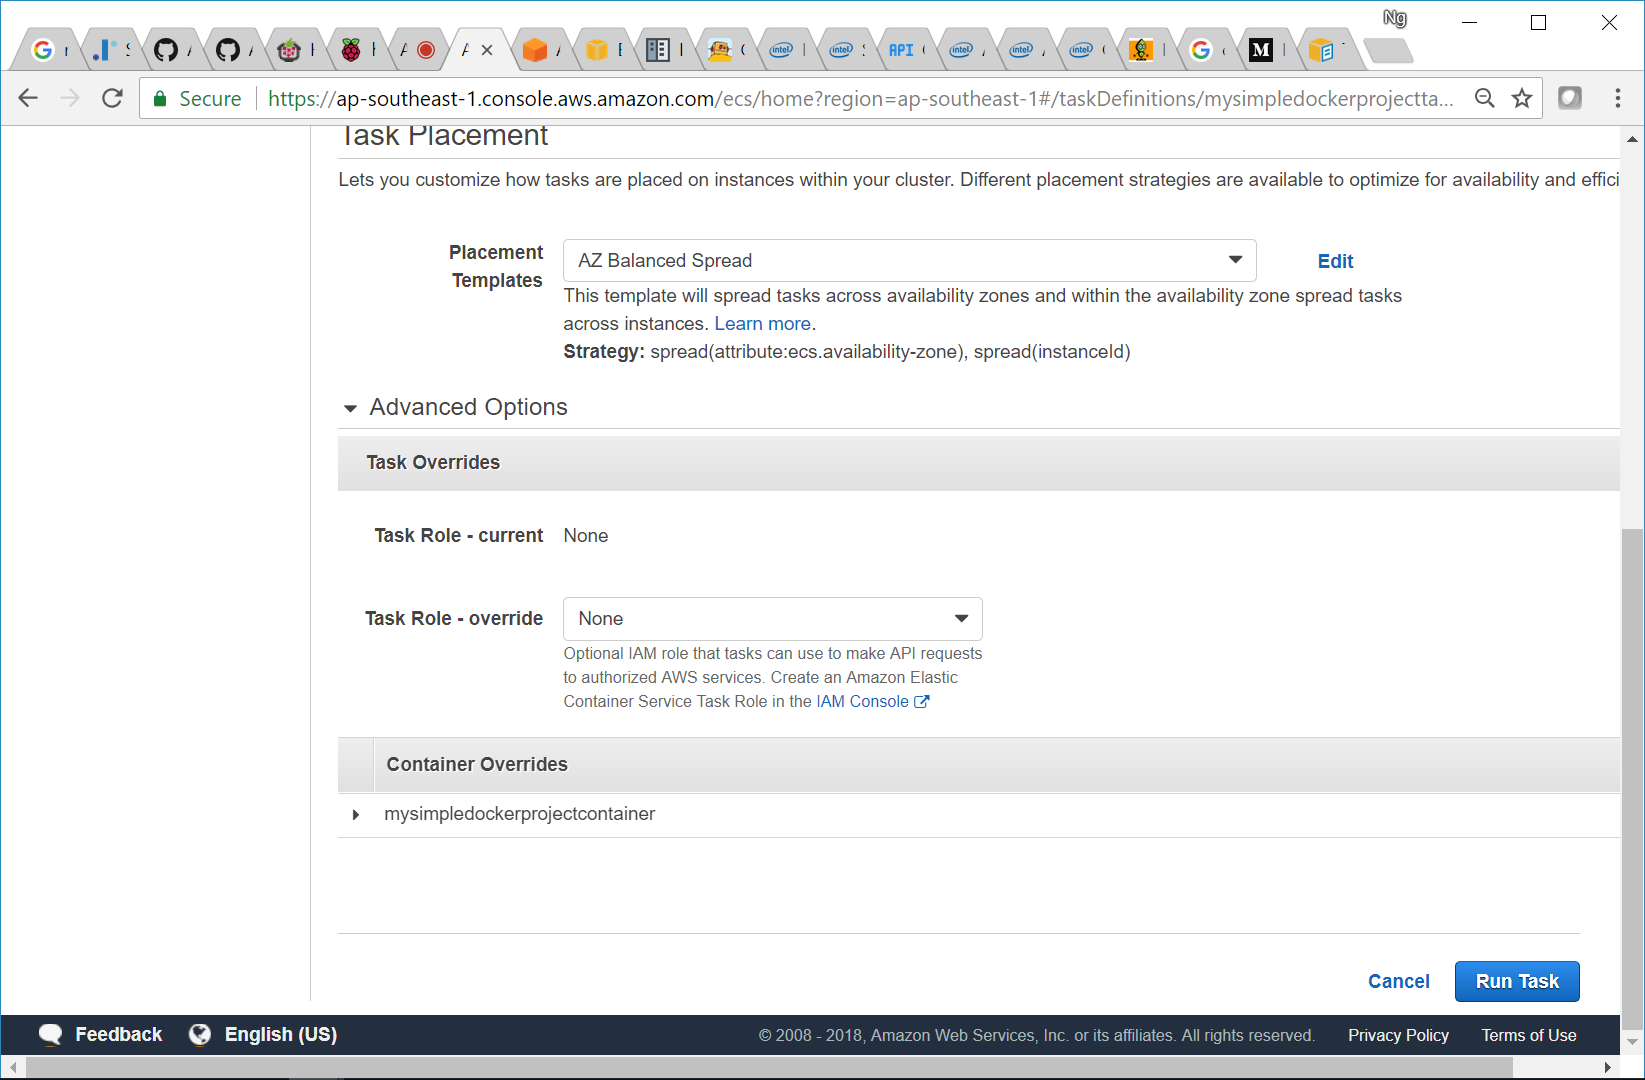 Ng
API
intel
intel
intel
intel
intel
M
Secure
https://ap-southeast-1.console.aws.amazon.com/ecs/home?region=ap-southeast-1#/taskDefinitions/mysimpledockerprojectta...
Task Placement
Lets you customize how tasks are placed on instances within your cluster. Different placement strategies are available to optimize for availability and effici
Placement
Templates
AZ Balanced Spread
Edit
This template will spread tasks across availability zones and within the availability zone spread tasks
across instances. Learn more.
Strategy: spread(attribute:ecs.availability-zone), spread(instanceId)
Advanced Options
Task Overrides
Task Role - current
None
Task Role - override
None
Optional IAM role that tasks can use to make API requests
to authorized AWS services. Create an Amazon Elastic
Container Service Task Role in the IAM Console
Container Overrides
mysimpledockerprojectcontainer
Cancel
Run Task
Feedback
English (US)
© 2008 - 2018, Amazon Web Services, Inc. or its affiliates. All rights reserved.
Privacy Policy
Terms of Use